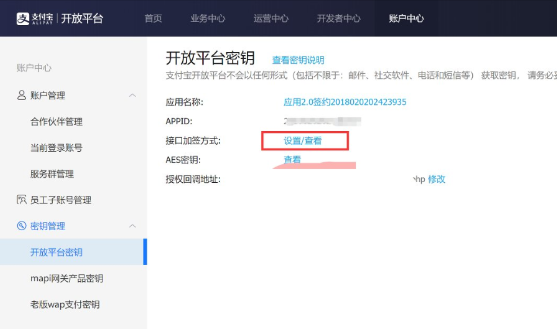 支付宝 ALIPAY 开放平台 首页 业务中心 运营中心 开发者中心 账户中心
账户中心
账户管理
合作伙伴管理
当前登录账号
服务群管理
员工子账号管理
密钥管理
开放平台密钥
mapi网关产品密钥
老版wap支付密钥
开放平台密钥 查看密钥说明
支付宝开放平台不会以任何形式（包括不限于：邮件、社交软件、电话和短信等） 获取密钥， 请务必
应用名称： 应用2.0签约2018020202423935
APPID: 2
接口加签方式： 设置/查看
AES密钥： 查看
授权回调地址： hp 修改